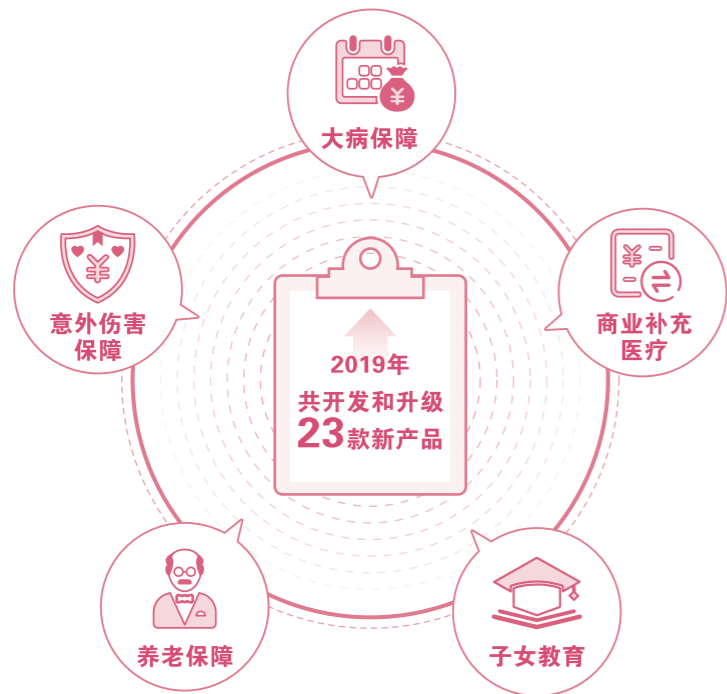 大病保障
意外伤害
保障
商业补充
医疗
2019年
共开发和升级
23款新产品
养老保障
子女教育